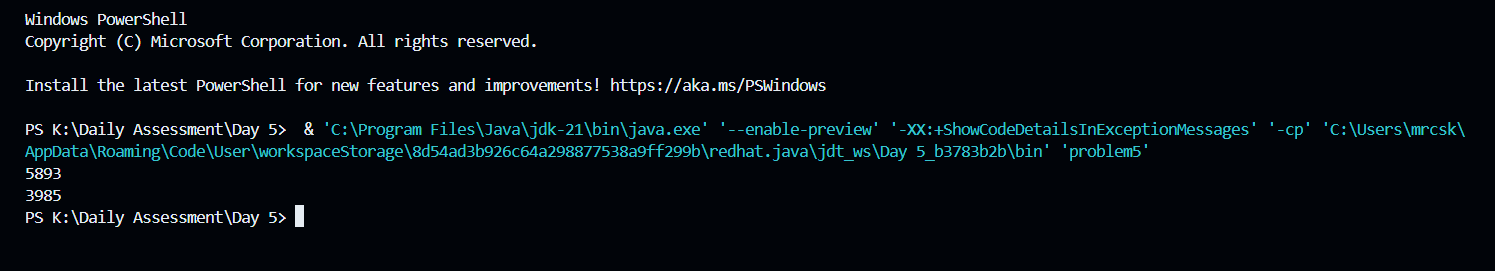 Windows PowerShell
Copyright (C) Microsoft Corporation. All rights reserved.
Install the latest PowerShell for new features and improvements! https://aka.ms/PSWindows
PS K:\Daily Assessment\Day 5>  & 'C:\Program Files\Java\jdk-21\bin\java.exe' '--enable-preview' '-XX:+ShowCodeDetailsInExceptionMessages' '-cp' 'C:\Users\mrcsk\
AppData\Roaming\Code\User\workspaceStorage\8d54ad3b926c64a298877538a9ff299b\redhat.java\jdt_ws\Day 5_b3783b2b\bin' 'problem5'
5893
3985
PS K:\Daily Assessment\Day 5>